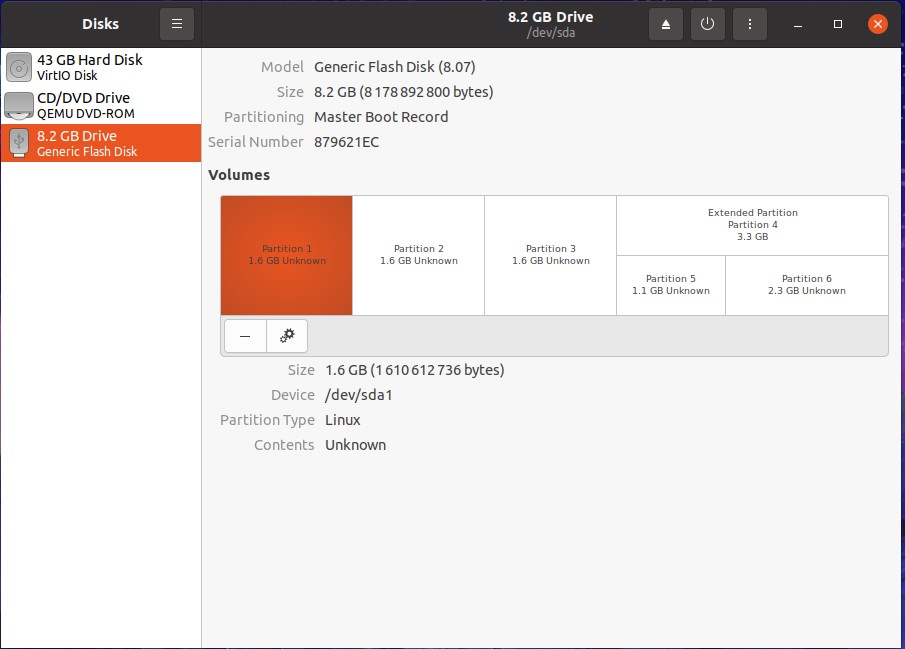 Disks
8.2 GB Drive
/dev/sda
43 GB Hard Disk
VirtIO Disk
CD/DVD Drive
QEMU DVD-ROM
8.2 GB Drive
Generic Flash Disk
Model Generic Flash Disk (8.07)
Size 8.2 GB (8 178 892 800 bytes)
Partitioning Master Boot Record
Serial Number 879621EC
Volumes
Partition 1
1.6 GB Unknown
Partition 2
1.6 GB Unknown
Partition 3
1.6 GB Unknown
Extended Partition
Partition 4
3.3 GB
Partition 5
1.1 GB Unknown
Partition 6
2.3 GB Unknown
Size 1.6 GB (1 610 612 736 bytes)
Device /dev/sda1
Partition Type Linux
Contents Unknown